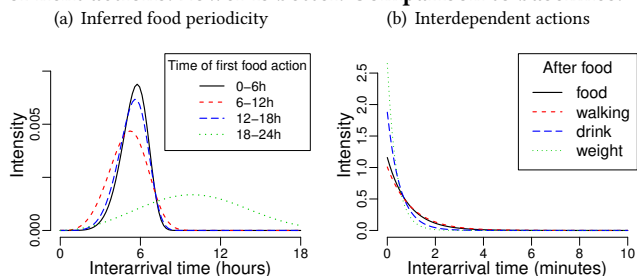 (a) Inferred food periodicity
(b) Interdependent actions
Intensity
0.005
0.000
Time of first food action
0−6h
6−12h
12−18h
18−24h
0 6 12 18
Interarrival time (hours)
Intensity
2.5
2.0
1.5
1.0
0.5
0.0
After food
food
walking
drink
weight
0 2 4 6 8 10
Interarival time (minutes)